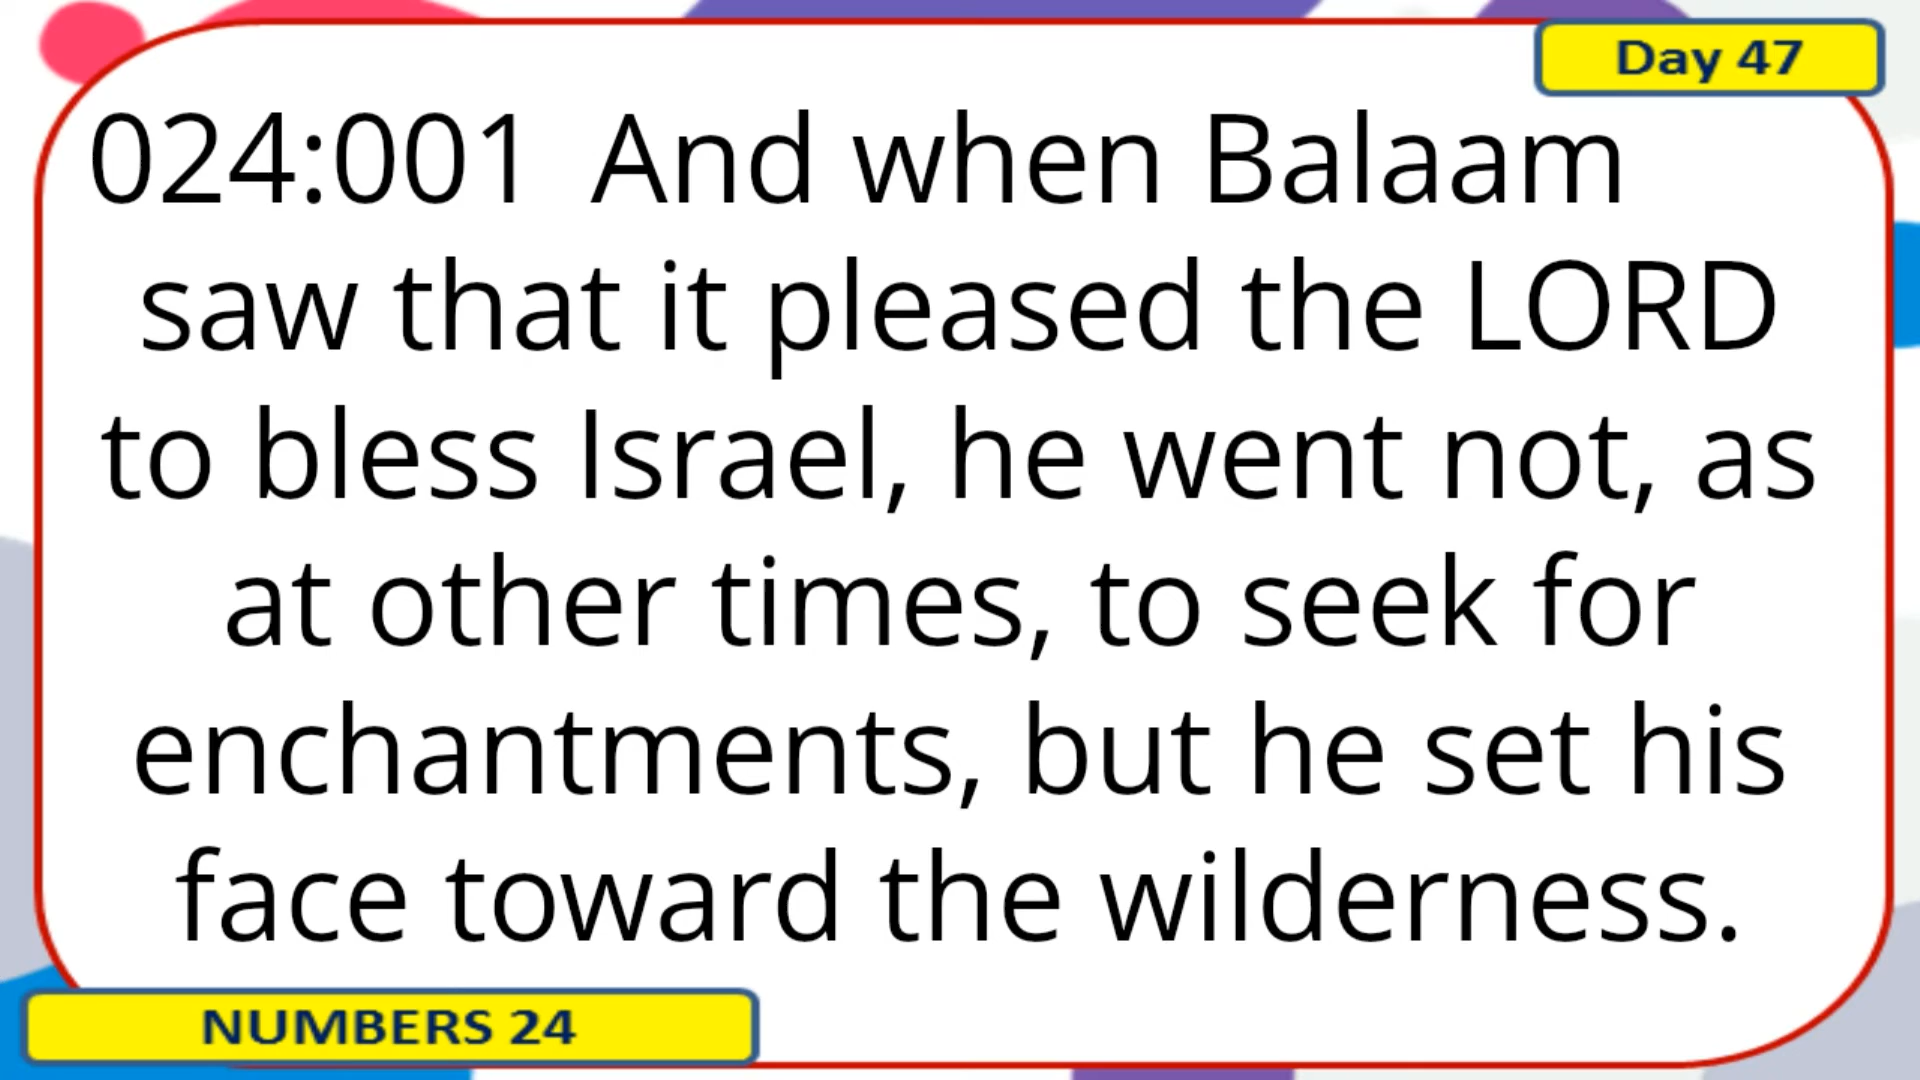 Day 47
024:001  And when Balaam
saw that it pleased the LORD
to bless Israel, he went not, as
at other times, to seek for
enchantments, but he set his
face toward the wilderness.
NUMBERS 24